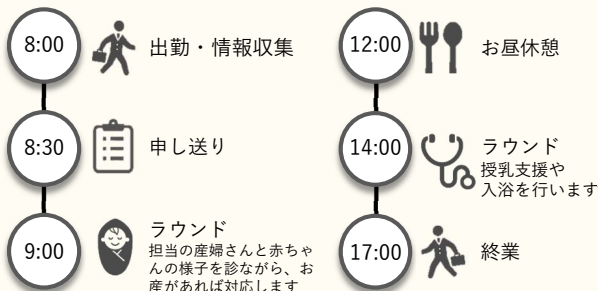 8:00
出勤・情報収集
8:30
申し送り
9:00
ラウンド
担当の産婦さんと赤ちゃ
んの様子を診ながら、お
産があれば対応します
12:00
お昼休憩
14:00
ラウンド
授乳支援や
入浴を行います
17:00
終業